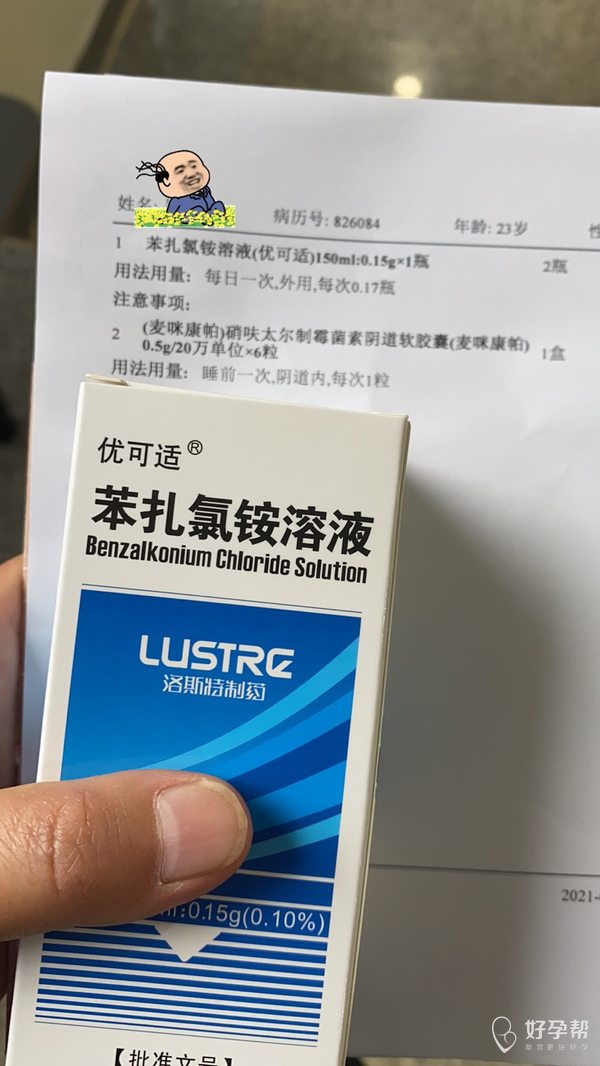 姓名:
病历号: 826084
年龄: 23岁
性
1 苯扎氯铵溶液(优可适)150ml:0.15g×1瓶 2瓶
用法用量: 每日一次,外用,每次0.17瓶
注意事项:
2 (麦咪康帕)硝呋太尔制霉菌素阴道软胶囊(麦咪康帕)
0.5g/20万单位×6粒 1盒
用法用量: 睡前一次,阴道内,每次1粒
优可适®
苯扎氯铵溶液
Benzalkonium Chloride Solution
LUSTRE
洛斯特制药
:0.15g(0.10%)
2021-
【批准文号】
好孕帮
助您更快好孕